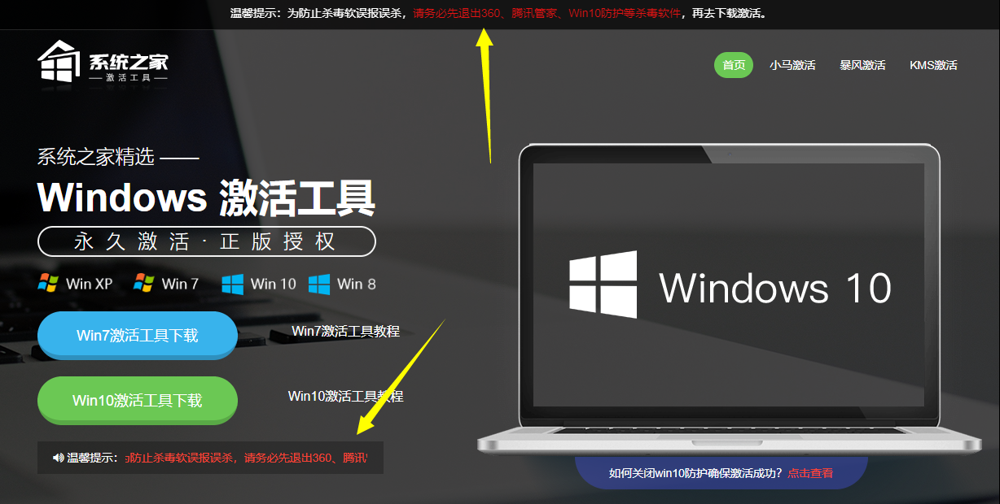 温馨提示：为防止杀毒软误报误杀，请务必先退出360、腾讯管家、Win10防护等杀毒软件，再去下载激活。
系统之家
激活工具
首页
小马激活
暴风激活
KMS激活
系统之家精选
Windows 激活工具
永久激活·正版授权
Win XP
Win 7
Win 10
Win 8
Win7激活工具下载
Win7激活工具教程
Win10激活工具下载
Win10激活工具教程
温馨提示：防止杀毒软误报误杀，请务必先退出360、腾讯
Windows 10
如何关闭win10防护确保激活成功？点击查看